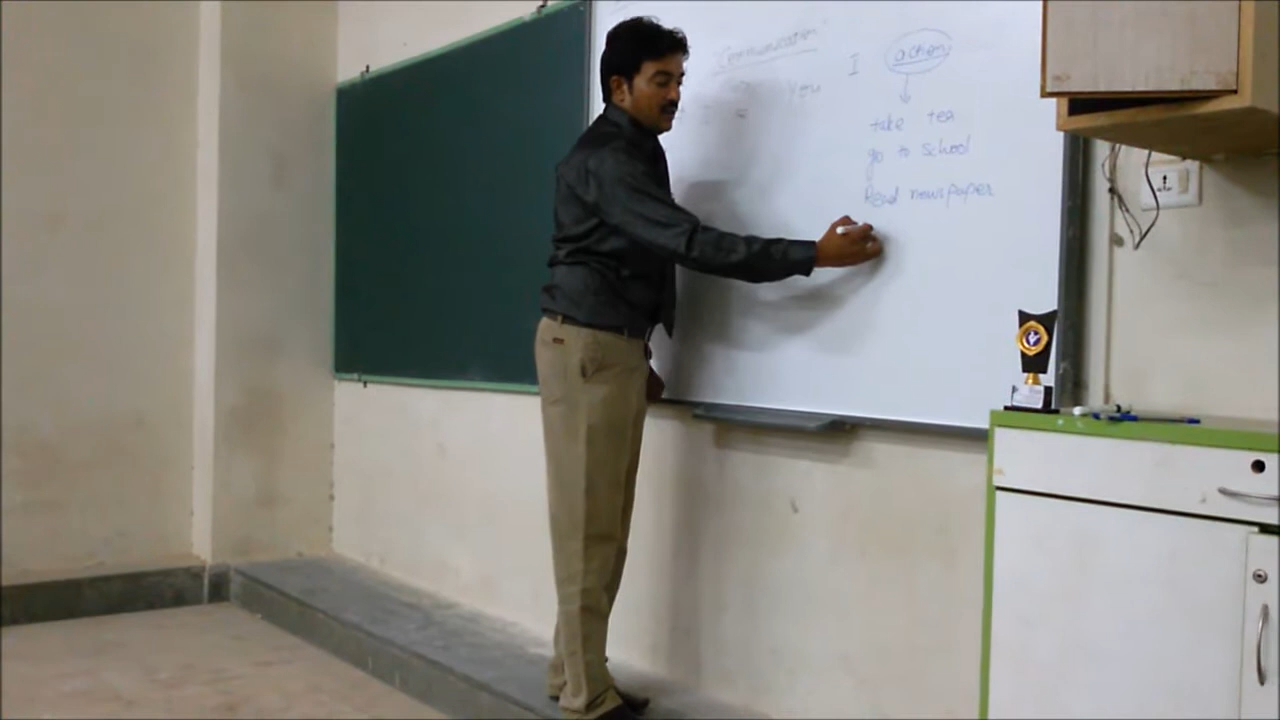 "Communication"
I action
You
take tea
go to school
Read newspaper